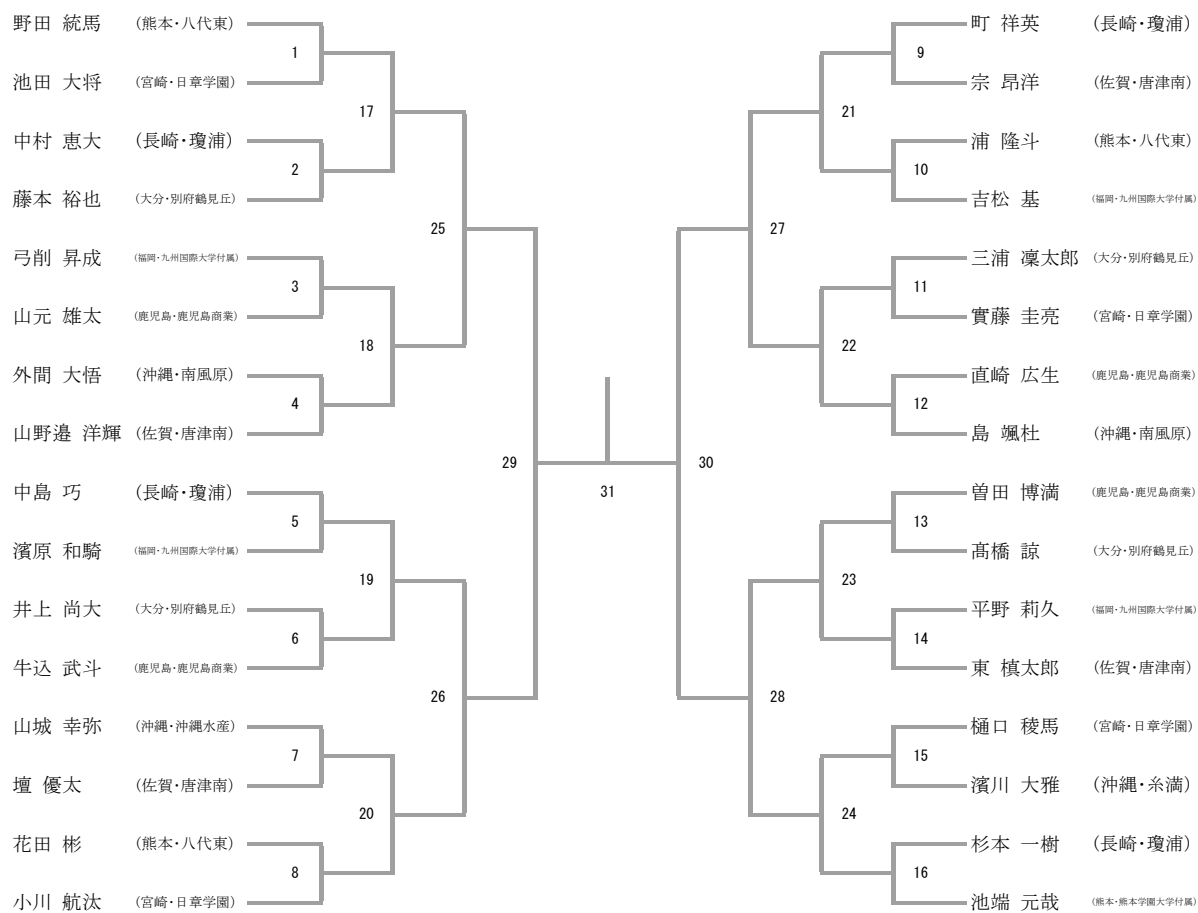 野田 統馬 (熊本・八代東)
1
池田 大将 (宮崎・日章学園)
17
中村 恵大 (長崎・瓊浦)
2
藤本 裕也 (大分・別府鶴見丘)
25
弓削 昇成 (福岡・九州国際大学付属)
3
山元 雄太 (鹿児島・鹿児島商業)
18
外間 大悟 (沖縄・南風原)
4
山野邉 洋輝 (佐賀・唐津南)
29
中島 巧 (長崎・瓊浦)
5
濱原 和騎 (福岡・九州国際大学付属)
19
井上 尚大 (大分・別府鶴見丘)
6
牛込 武斗 (鹿児島・鹿児島商業)
26
山城 幸弥 (沖縄・沖縄水産)
7
壇 優太 (佐賀・唐津南)
20
花田 彬 (熊本・八代東)
8
小川 航汰 (宮崎・日章学園)
31
町 祥英 (長崎・瓊浦)
9
宗 昂洋 (佐賀・唐津南)
21
浦 隆斗 (熊本・八代東)
10
吉松 基 (福岡・九州国際大学付属)
27
三浦 凜太郎 (大分・別府鶴見丘)
11
實藤 圭亮 (宮崎・日章学園)
22
直崎 広生 (鹿児島・鹿児島商業)
12
島 颯杜 (沖縄・南風原)
30
曽田 博満 (鹿児島・鹿児島商業)
13
髙橋 諒 (大分・別府鶴見丘)
23
平野 莉久 (福岡・九州国際大学付属)
14
東 槙太郎 (佐賀・唐津南)
28
樋口 稜馬 (宮崎・日章学園)
15
濱川 大雅 (沖縄・糸満)
24
杉本 一樹 (長崎・瓊浦)
16
池端 元哉 (熊本・熊本学園大学付属)